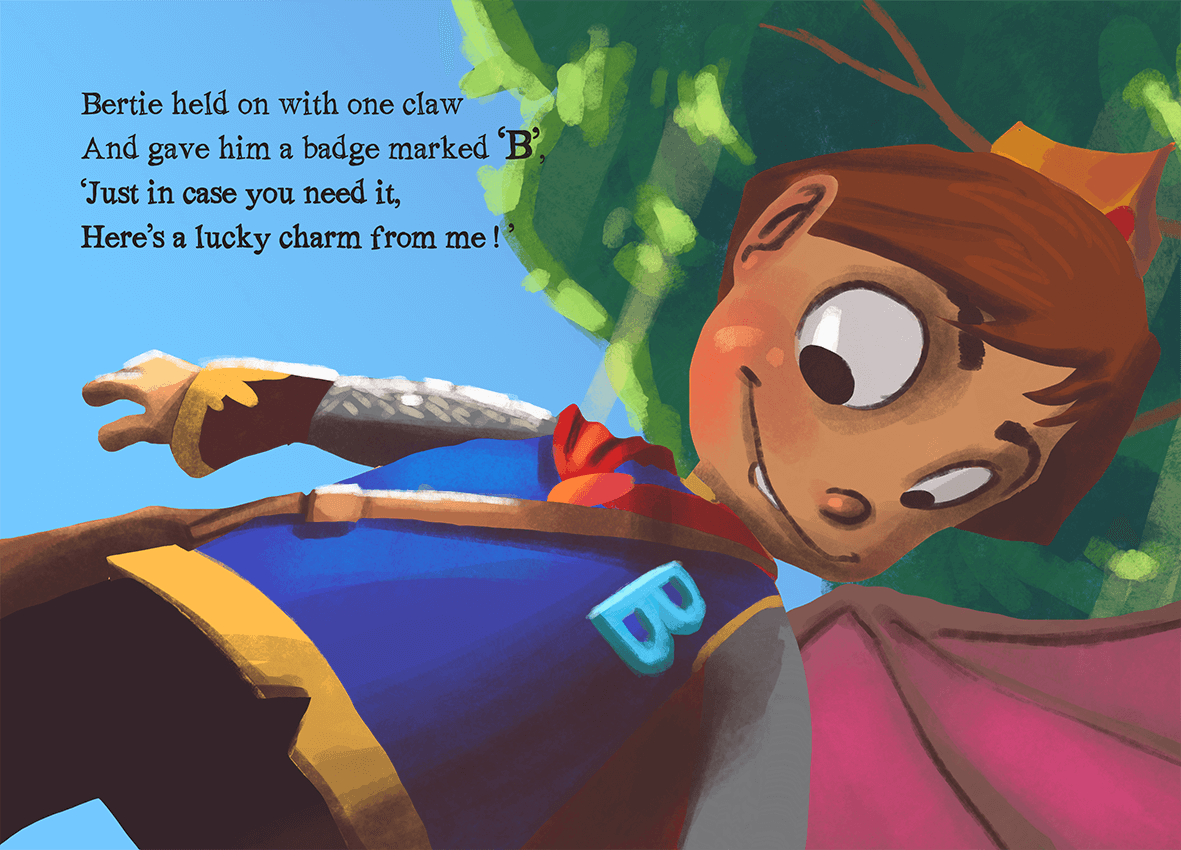 Bertie held on with one claw
And gave him a badge marked ‘B’,
‘Just in case you need it,
Here’s a lucky charm from me!’
B